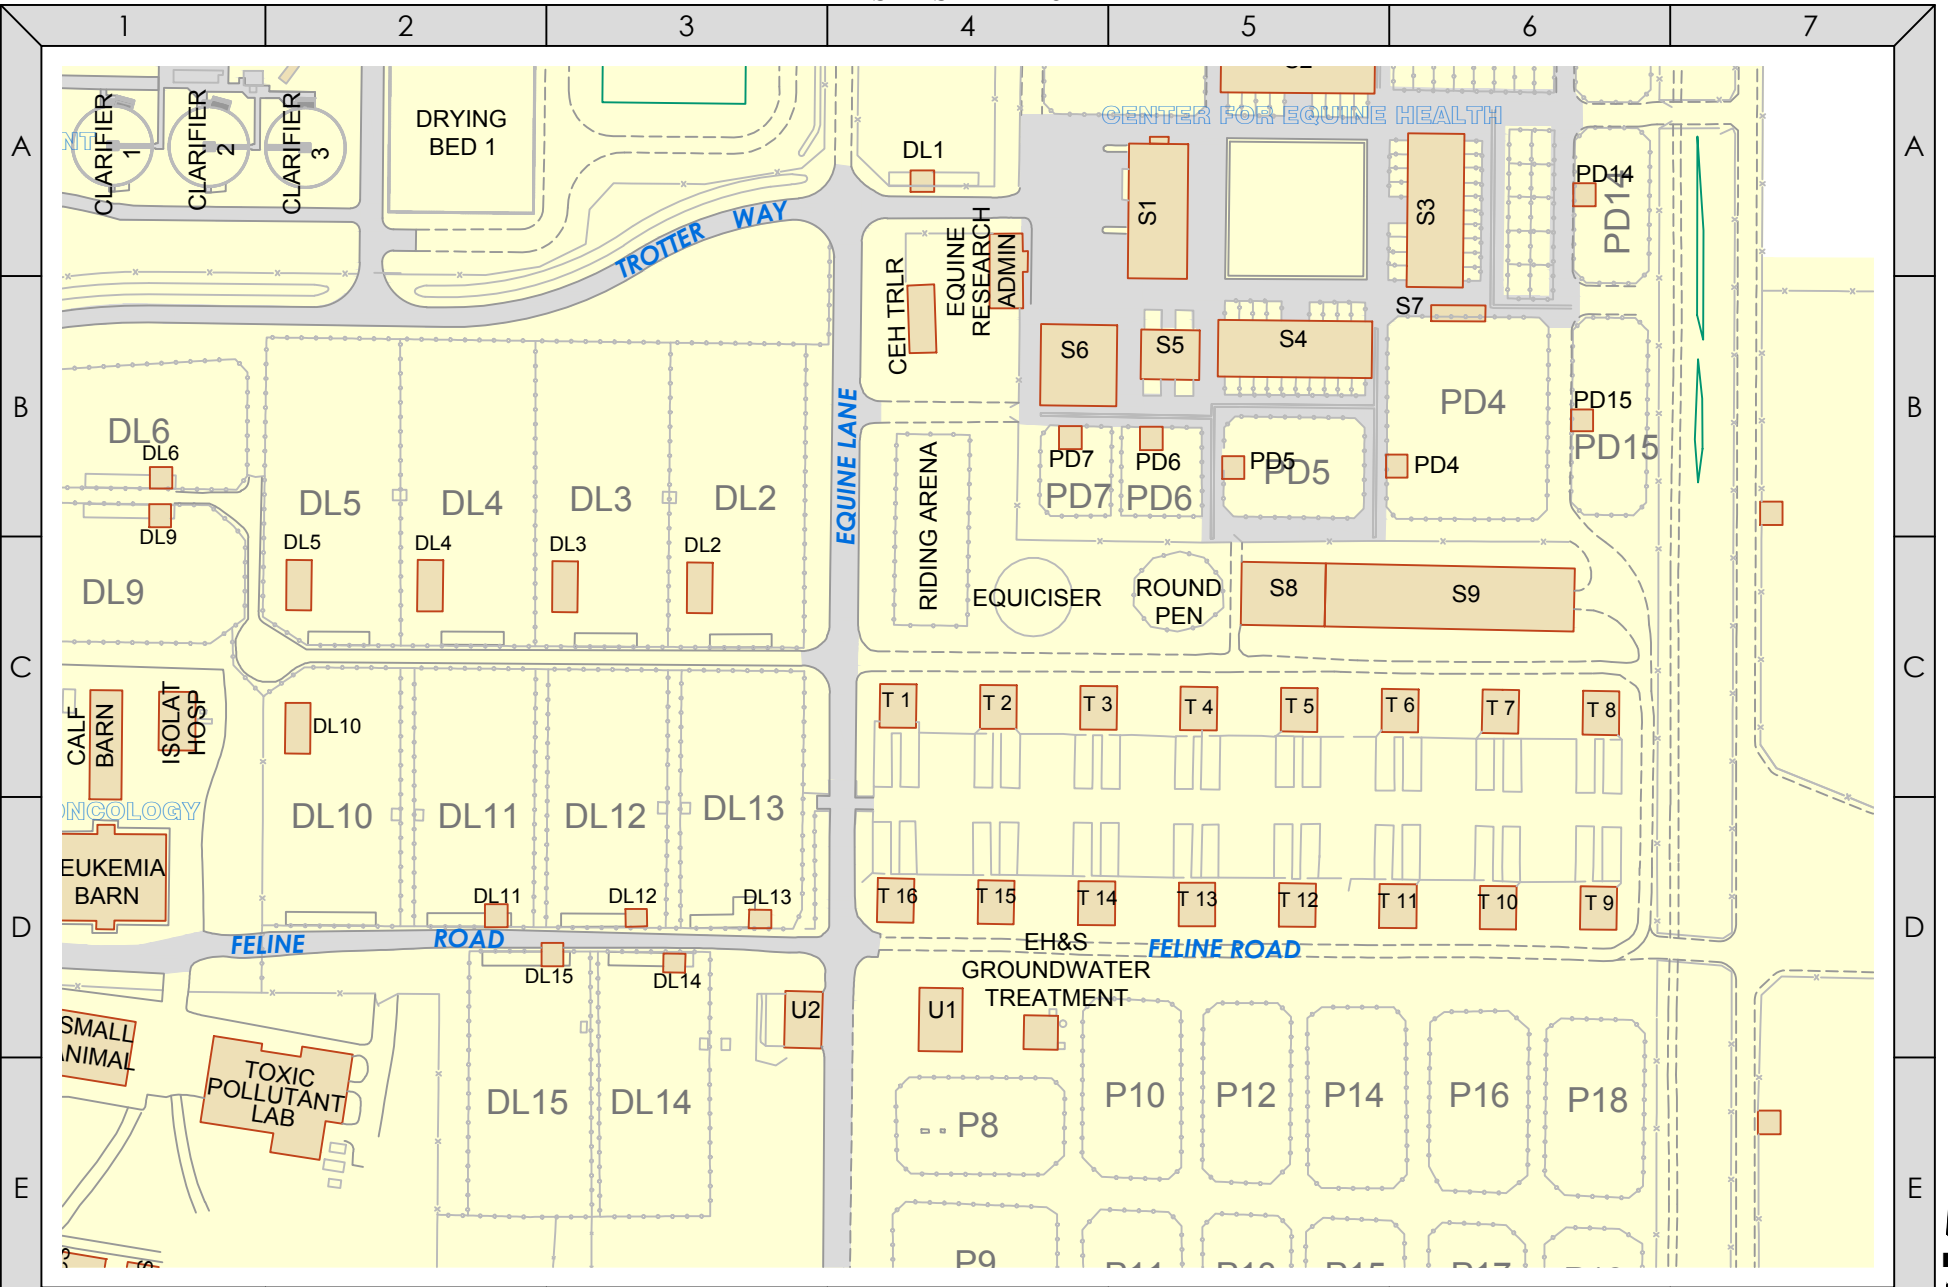 1 2 3 4 5 6 7
A A
CENTER FOR EQUINE HEALTH
DRYING
BED 1
CLARIFIER
1
CLARIFIER
2
CLARIFIER
3
NT
DL1
S1
S3
PD14
PD14
TROTTER WAY
EQUINE
RESEARCH
ADMIN
CEH TRLR
S7
S6
S5
S4
B B
PD4
PD15
PD15
DL6
DL6
EQUINE LANE
RIDING ARENA
PD7
PD7
PD6
PD6
PD5
PD5
PD4
DL5
DL4
DL3
DL2
DL9
DL5
DL4
DL3
DL2
DL9
EQUICISER
ROUND
PEN
S8
S9
C C
CALF
BARN
ISOLAT
HOSP
DL10
T 1
T 2
T 3
T 4
T 5
T 6
T 7
T 8
ONCOLOGY
DL10
DL11
DL12
DL13
EUKEMIA
BARN
DL11
DL12
DL13
T 16
T 15
T 14
T 13
T 12
T 11
T 10
T 9
D D
FELINE ROAD
FELINE ROAD
EH&S
GROUNDWATER
TREATMENT
DL15
DL14
U2
U1
SMALL
ANIMAL
TOXIC
POLLUTANT
LAB
DL15
DL14
P8
P10
P12
P14
P16
P18
E E
P9